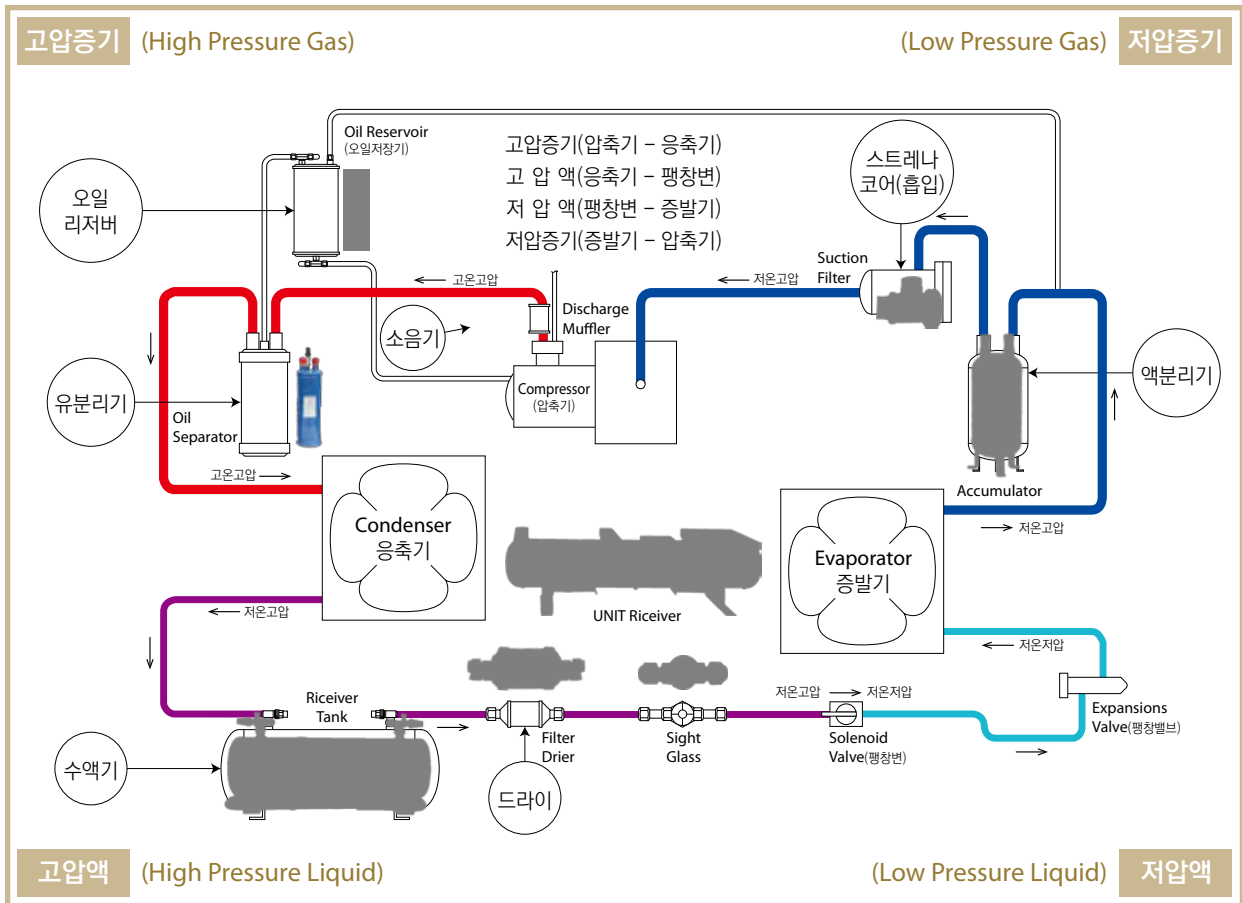 고압증기 (High Pressure Gas)
(Low Pressure Gas) 저압증기
Oil Reservoir
(오일저장기)
고압증기(압축기 – 응축기)
고 압 액(응축기 – 팽창변)
저 압 액(팽창변 – 증발기)
저압증기(증발기 – 압축기)
스트레나
코어(흡입)
오일
리저버
Suction
Filter
← 고온고압
← 저온고압
Discharge
Muffler
소음기
Compressor
(압축기)
액분리기
유분리기
Oil
Separator
고온고압 →
Accumulator
→ 저온고압
Condenser
응축기
Evaporator
증발기
UNIT Riceiver
← 저온고압
← 저온저압
Riceiver
Tank
저온고압 → 저온저압
Filter
Drier
Sight
Glass
Solenoid
Valve(팽창변)
Expansions
Valve(팽창밸브)
수액기
드라이
고압액 (High Pressure Liquid)
(Low Pressure Liquid) 저압액